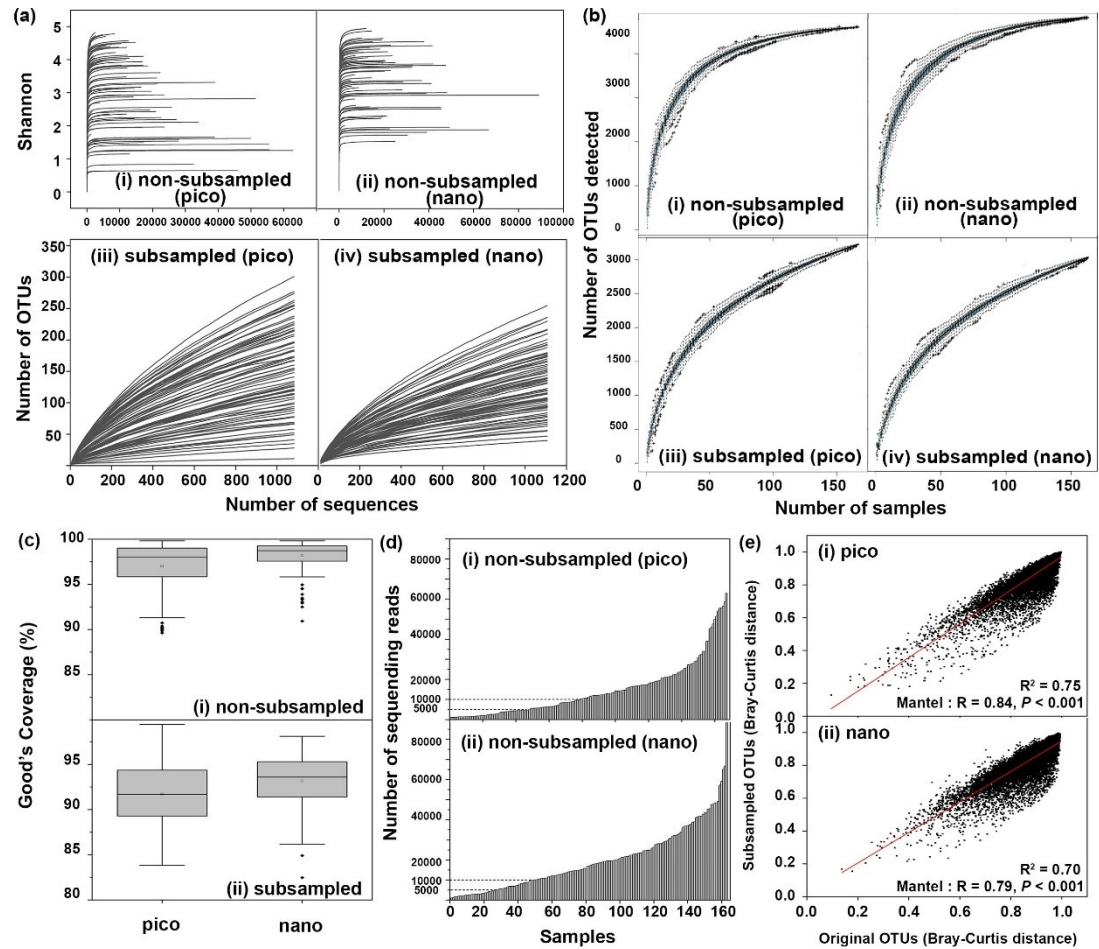 (a)
Shannon
5
4
3
2
1
0
(i) non-subsampled
(pico)
0 10000 20000 30000 40000 50000 60000
(ii) non-subsampled
(nano)
0 20000 40000 60000 80000 100000
Number of OTUs
350
300
250
200
150
100
50
(iii) subsampled (pico)
0 200 400 600 800 1000
(iv) subsampled (nano)
0 200 400 600 800 1000 1200
Number of sequences
(b)
Number of OTUs detected
4000
3000
2000
1000
0
(i) non-subsampled
(pico)
(ii) non-subsampled
(nano)
3000
2500
2000
1500
1000
500
0
(iii) subsampled (pico)
(iv) subsampled (nano)
0 50 100 150
0 50 100 150
Number of samples
(c)
Good's Coverage (%)
100
95
90
85
(i) non-subsampled
95
90
85
80
(ii) subsampled
pico nano
(d)
Number of sequending reads
80000
60000
40000
20000
10000
5000
(i) non-subsampled (pico)
80000
60000
40000
20000
10000
5000
(ii) non-subsampled (nano)
0 20 40 60 80 100 120 140 160
Samples
(e)
Subsampled OTUs (Bray-Curtis distance)
1.0
0.8
0.6
0.4
0.2
0.0
(i) pico
R² = 0.75
Mantel : R = 0.84, P < 0.001
1.0
0.8
0.6
0.4
0.2
0.0
(ii) nano
R² = 0.70
Mantel : R = 0.79, P < 0.001
0.0 0.2 0.4 0.6 0.8 1.0
Original OTUs (Bray-Curtis distance)